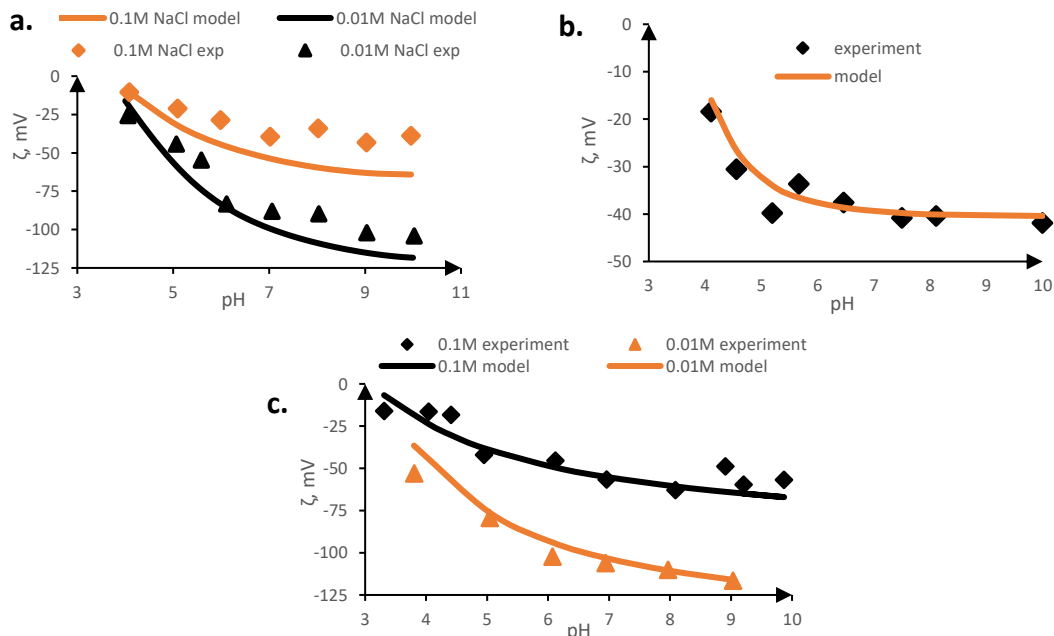 a.
0.1M NaCl model 0.01M NaCl model
0.1M NaCl exp 0.01M NaCl exp
0
-25
-50
-75
-100
-125
ζ, mV
3 5 7 9 11
pH
b.
experiment
model
0
-10
-20
-30
-40
-50
ζ, mV
3 4 5 6 7 8 9 10
pH
c.
0.1M experiment 0.01M experiment
0.1M model 0.01M model
0
-25
-50
-75
-100
-125
ζ, mV
3 4 5 6 7 8 9 10
pH